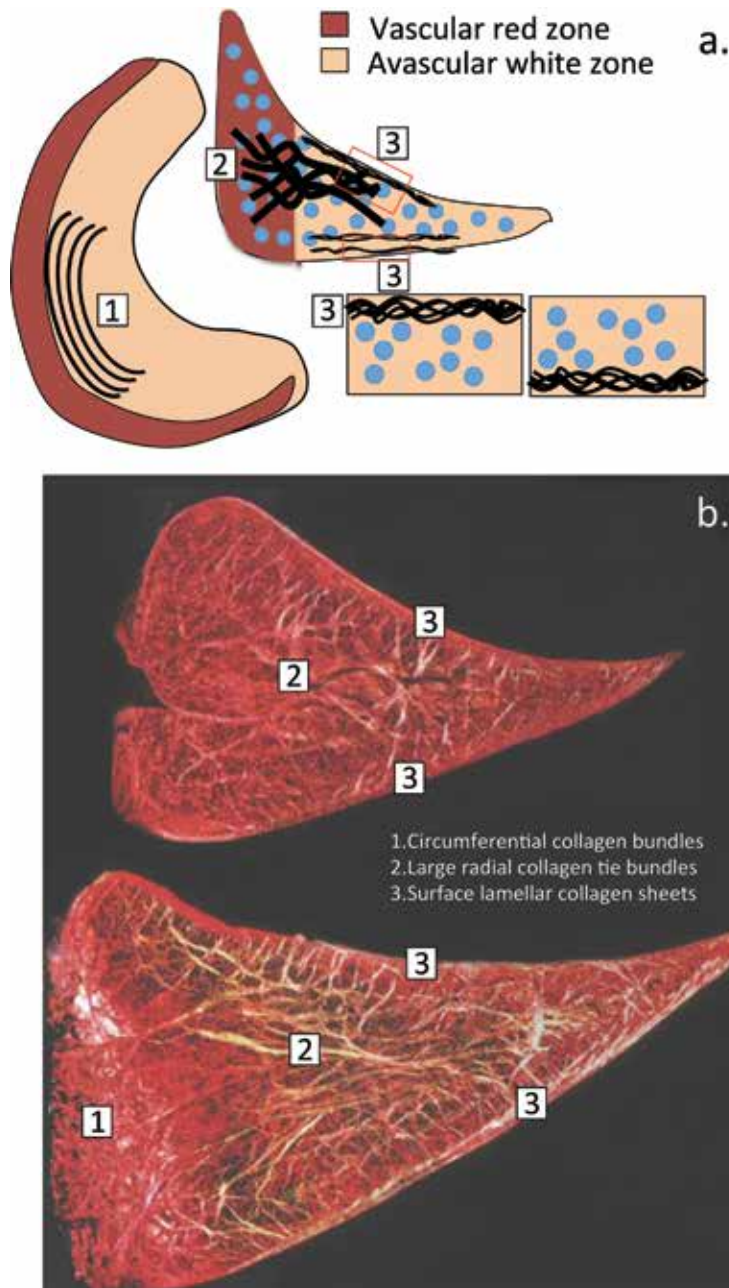 Vascular red zone
a.
Avascular white zone
3
2
3
1
3
b.
3
2
3
1.Circumferential collagen bundles
2.Large radial collagen tie bundles
3.Surface lamellar collagen sheets
3
2
3
1